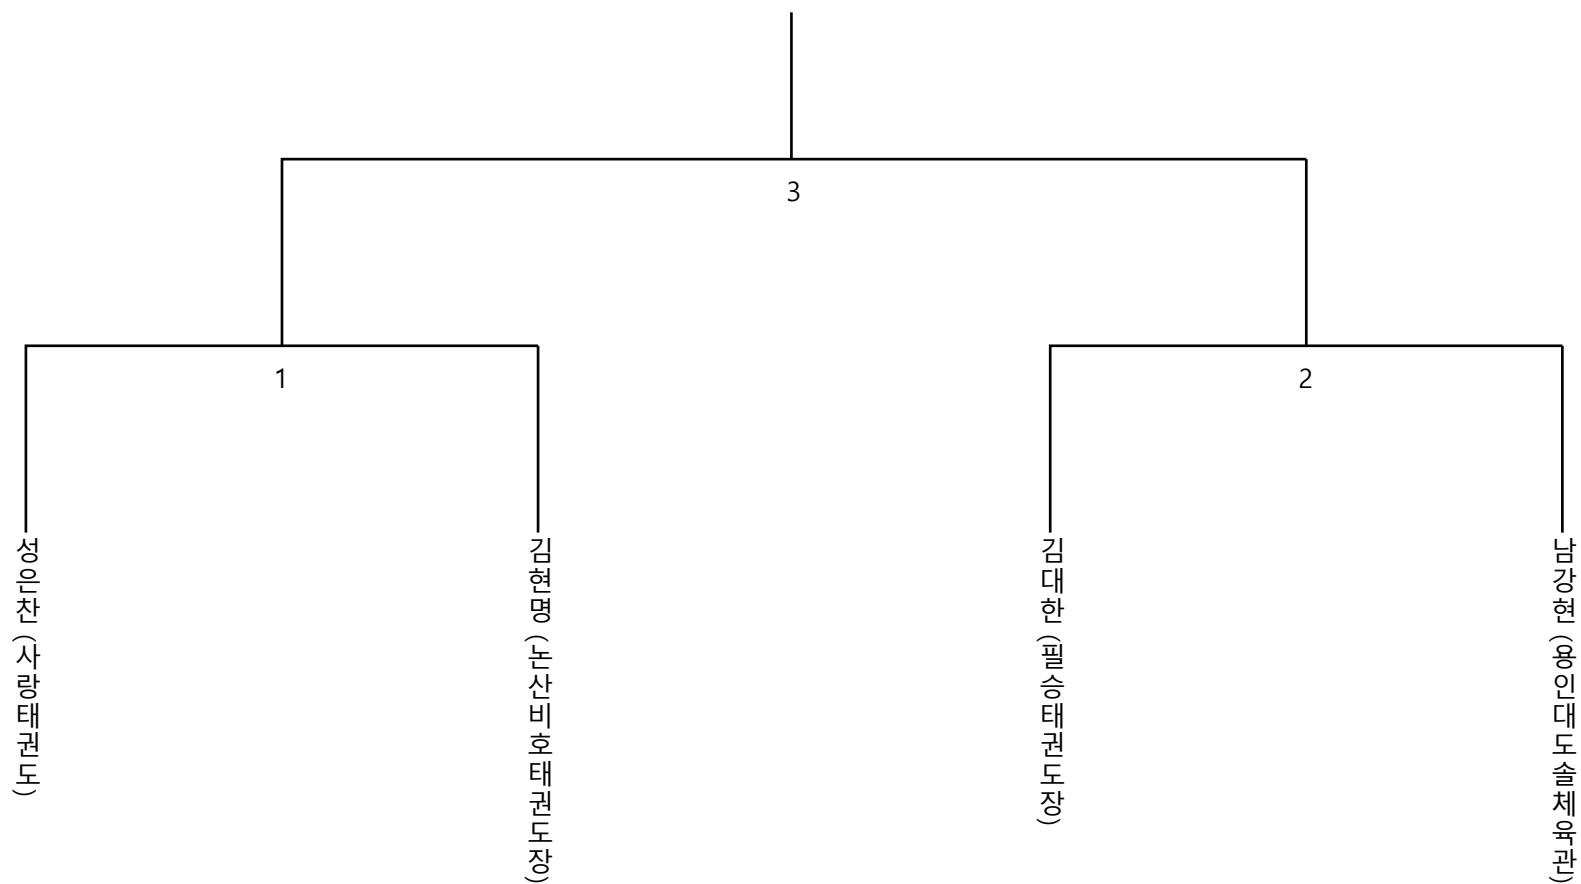 3
1
2
성은찬 (사랑태권도)
김현명 (논산비호태권도장)
김대한 (필승태권도장)
남강현 (용인대도솔체육관)